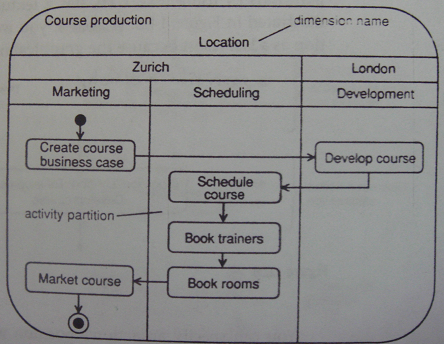 Course production
dimension name
Location
Zurich
London
Marketing
Scheduling
Development
Create course
business case
Develop course
Schedule
course
activity partition
Book trainers
Market course
Book rooms